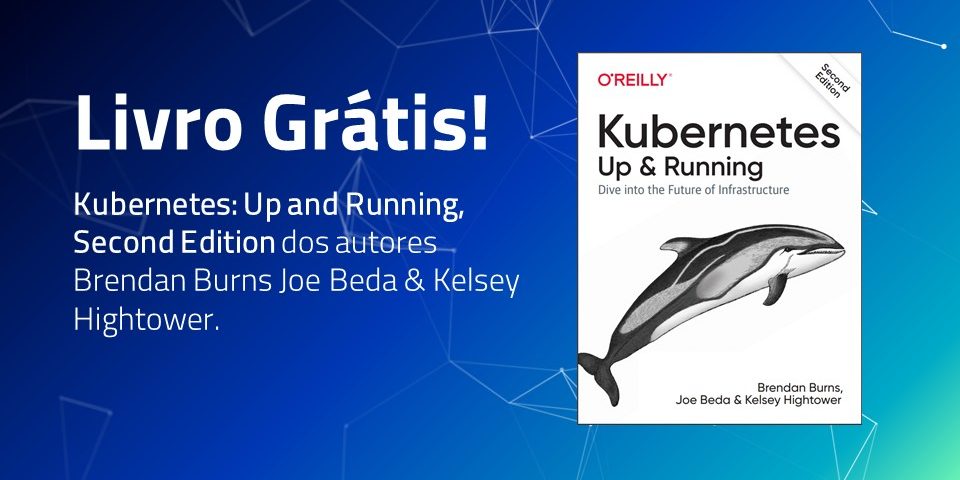 Livro Grátis!
Kubernetes: Up and Running,
Second Edition dos autores
Brendan Burns Joe Beda & Kelsey
Hightower.
O'REILLY®
Second
Edition
Kubernetes
Up & Running
Dive into the Future of Infrastructure
Brendan Burns,
Joe Beda & Kelsey Hightower